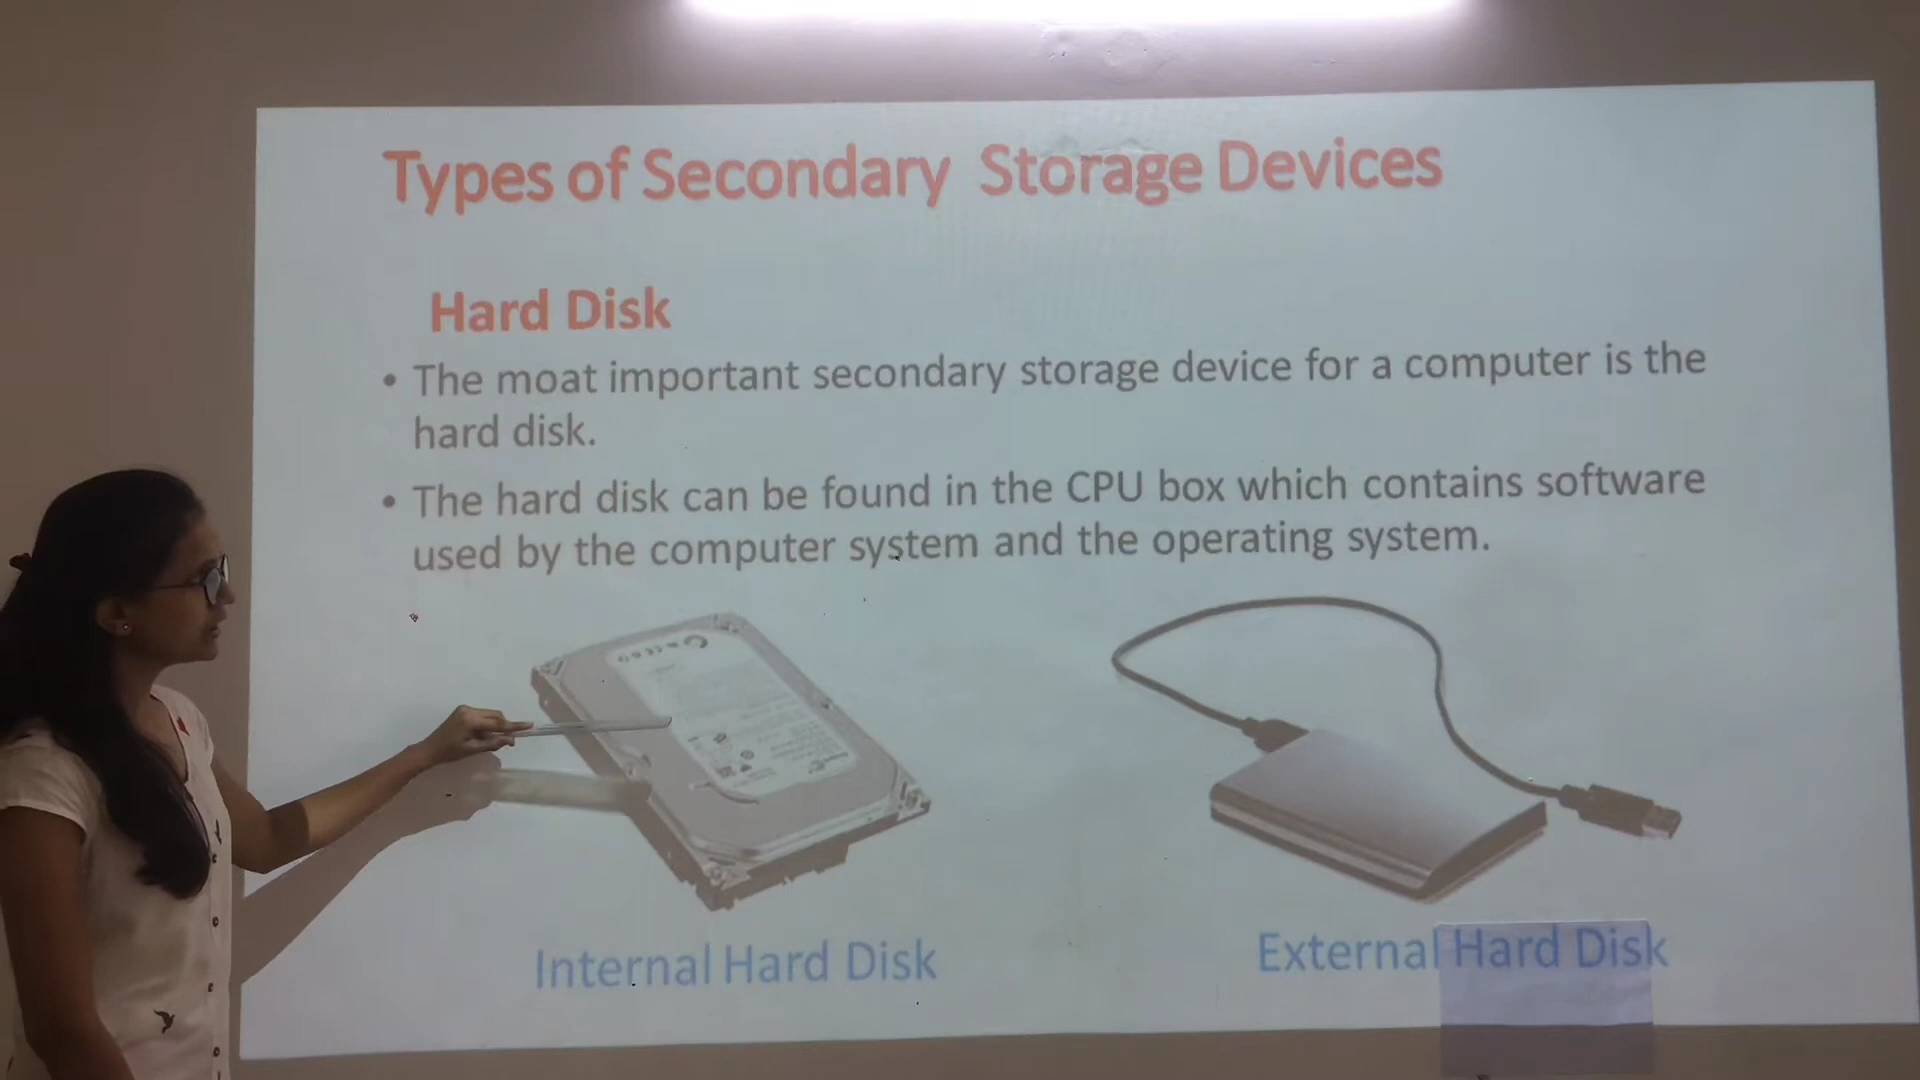 Types of Secondary Storage Devices
Hard Disk
• The moat important secondary storage device for a computer is the
hard disk.
• The hard disk can be found in the CPU box which contains software
used by the computer system and the operating system.
Internal Hard Disk
External Hard Disk